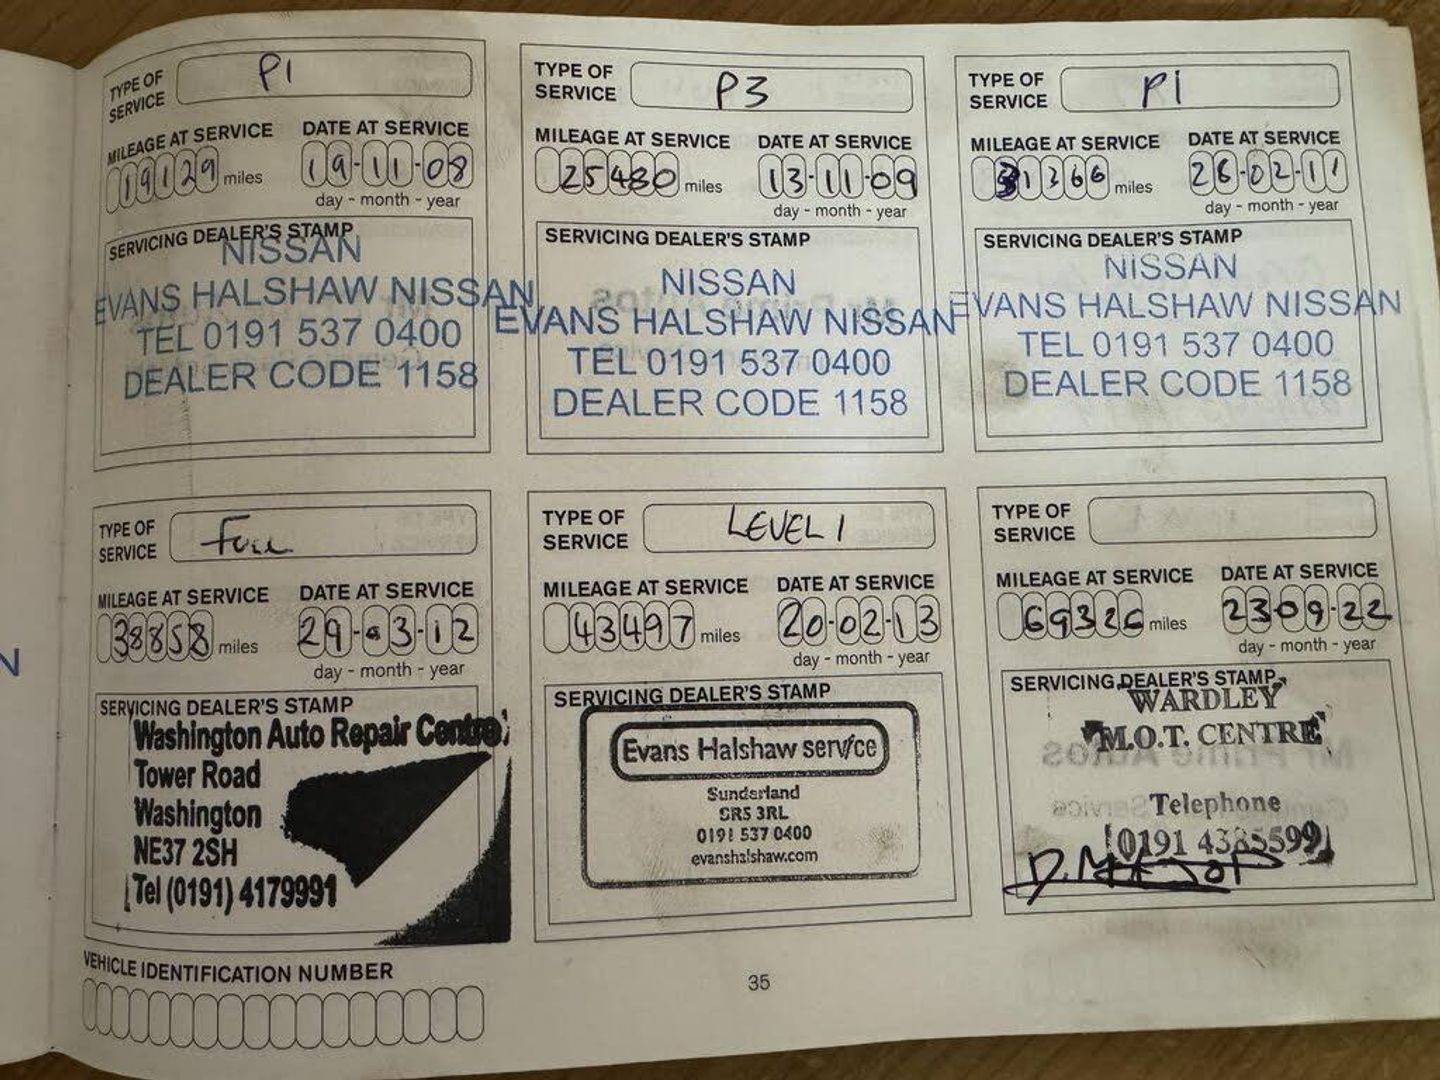 TYPE OF SERVICE P1
MILEAGE AT SERVICE DATE AT SERVICE
19129 miles 19-11-08
day - month - year
SERVICING DEALER'S STAMP
NISSAN
EVANS HALSHAW NISSAN
TEL 0191 537 0400
DEALER CODE 1158
TYPE OF SERVICE P3
MILEAGE AT SERVICE DATE AT SERVICE
25480 miles 13-11-09
day - month - year
SERVICING DEALER'S STAMP
NISSAN
EVANS HALSHAW NISSAN
TEL 0191 537 0400
DEALER CODE 1158
TYPE OF SERVICE P1
MILEAGE AT SERVICE DATE AT SERVICE
31366 miles 26-02-11
day - month - year
SERVICING DEALER'S STAMP
NISSAN
EVANS HALSHAW NISSAN
TEL 0191 537 0400
DEALER CODE 1158
TYPE OF SERVICE Full
MILEAGE AT SERVICE DATE AT SERVICE
38858 miles 29-03-12
day - month - year
SERVICING DEALER'S STAMP
Washington Auto Repair Centre
Tower Road
Washington
NE37 2SH
Tel (0191) 4179991
TYPE OF SERVICE LEVEL 1
MILEAGE AT SERVICE DATE AT SERVICE
43497 miles 20-02-13
day - month - year
SERVICING DEALER'S STAMP
Evans Halshaw service
Sunderland
SR5 3RL
0191 537 0400
evanshalshaw.com
TYPE OF SERVICE
MILEAGE AT SERVICE DATE AT SERVICE
69326 miles 23-09-22
day - month - year
SERVICING DEALER'S STAMP
WARDLEY
M.O.T. CENTRE
Telephone
0191 4385599
VEHICLE IDENTIFICATION NUMBER
35
N